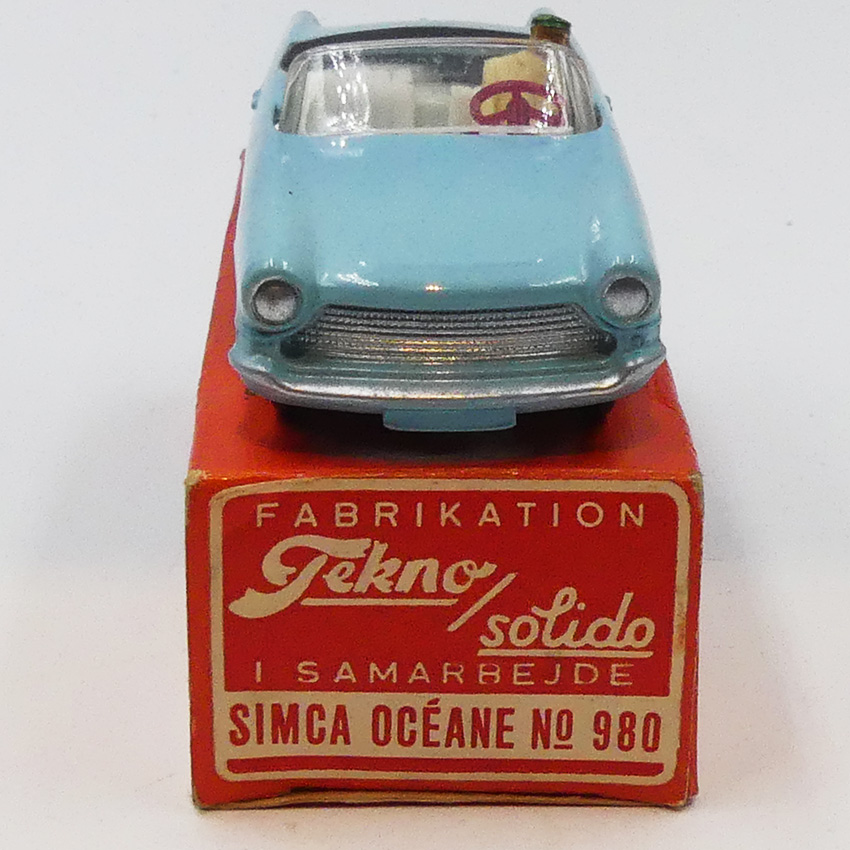 FABRIKATION
Tekno/
solido
I SAMARBEJDE
SIMCA OCÉANE Nº 980